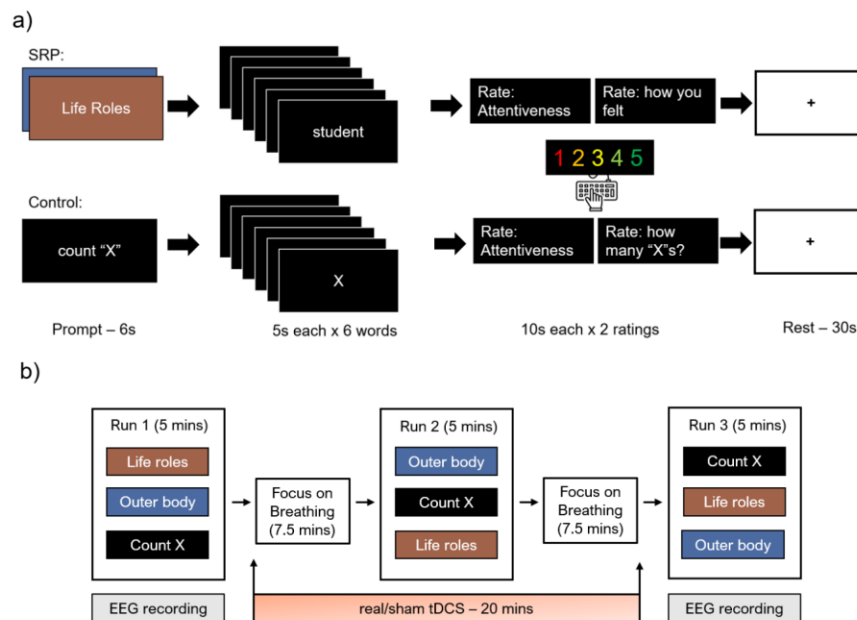 a)
SRP:
Life Roles
student
Rate:
Attentiveness
Rate: how you
felt
+
1 2 3 4 5
Control:
count “X”
X
Rate:
Attentiveness
Rate: how
many “X”s?
+
Prompt – 6s
5s each x 6 words
10s each x 2 ratings
Rest – 30s
b)
Run 1 (5 mins)
Life roles
Outer body
Count X
Focus on
Breathing
(7.5 mins)
Run 2 (5 mins)
Outer body
Count X
Life roles
Focus on
Breathing
(7.5 mins)
Run 3 (5 mins)
Count X
Life roles
Outer body
EEG recording
real/sham tDCS – 20 mins
EEG recording